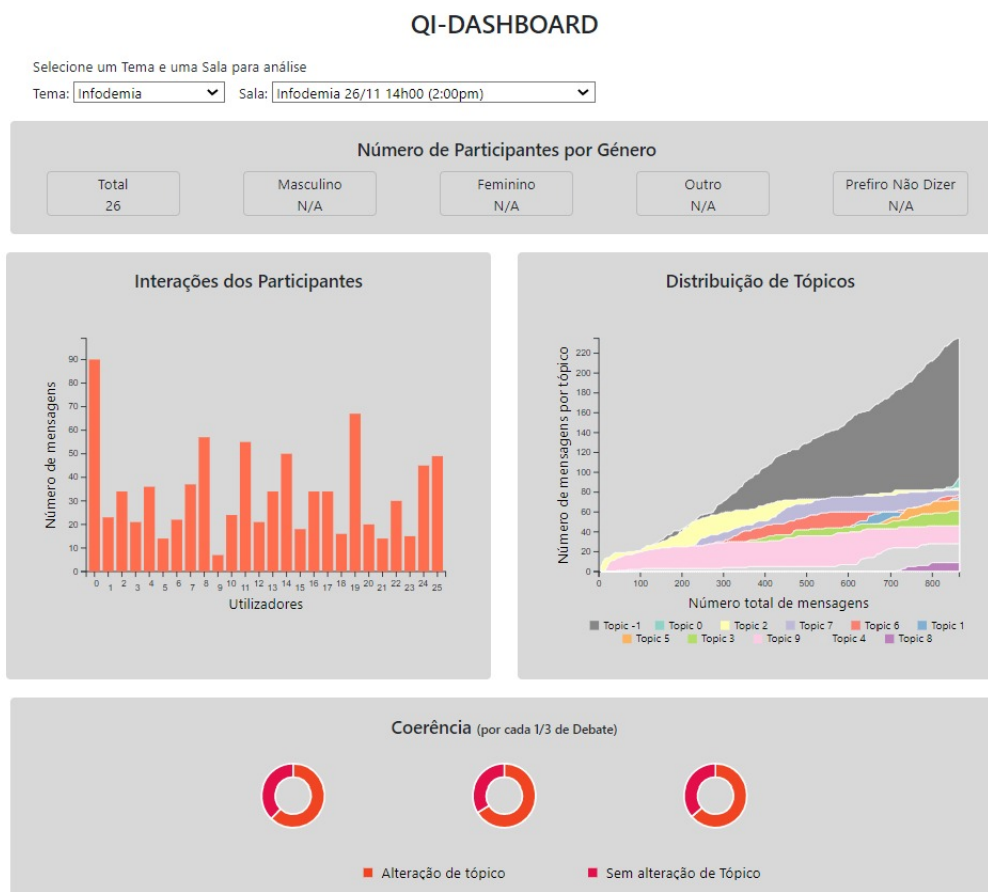 QI-DASHBOARD
Selecione um Tema e uma Sala para análise
Tema: Infodemia Sala: Infodemia 26/11 14h00 (2:00pm)
Número de Participantes por Género
Total Masculino Feminino Outro Prefiro Não Dizer
26 N/A N/A N/A N/A
Interações dos Participantes
Número de mensagens
90
80
70
60
50
40
30
20
10
0
0 1 2 3 4 5 6 7 8 9 10 11 12 13 14 15 16 17 18 19 20 21 22 23 24 25
Utilizadores
Distribuição de Tópicos
Número de mensagens por tópico
220
200
180
160
140
120
100
80
60
40
20
0
0 100 200 300 400 500 600 700 800
Número total de mensagens
Topic -1 Topic 0 Topic 2 Topic 7 Topic 6 Topic 1
Topic 5 Topic 3 Topic 9 Topic 4 Topic 8
Coerência (por cada 1/3 de Debate)
Alteração de tópico Sem alteração de Tópico